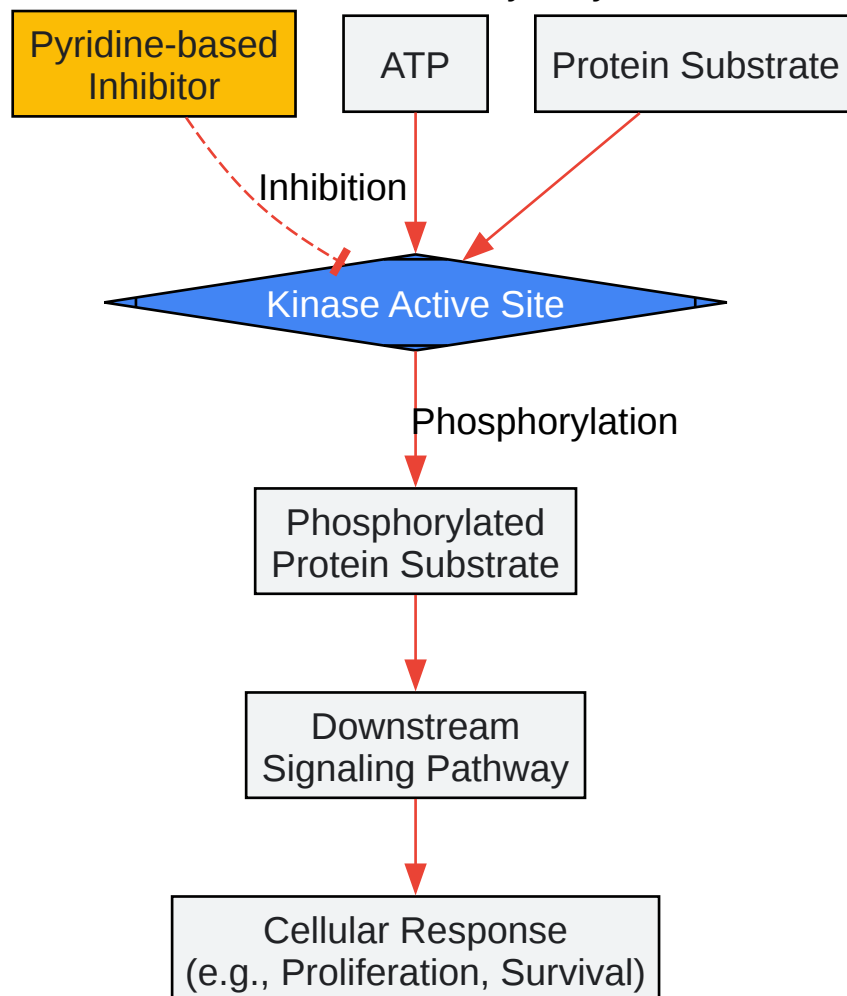 Pyridine-based
Inhibitor
ATP
Protein Substrate
Inhibition
Kinase Active Site
Phosphorylation
Phosphorylated
Protein Substrate
Downstream
Signaling Pathway
Cellular Response
(e.g., Proliferation, Survival)